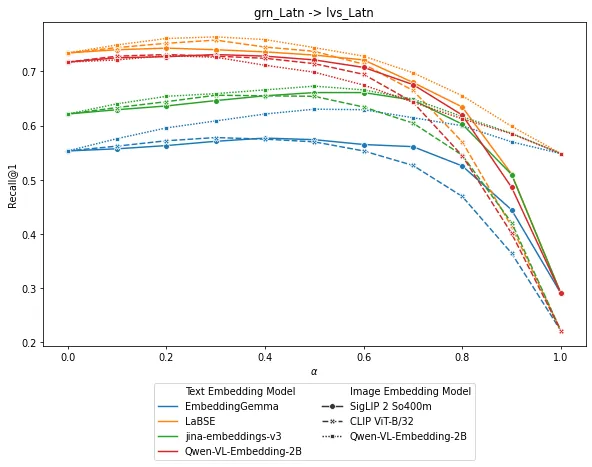 grn_Latn -> lvs_Latn
Recall@1
0.7
0.6
0.5
0.4
0.3
0.2
0.0 0.2 0.4 0.6 0.8 1.0
α
Text Embedding Model
EmbeddingGemma
LaBSE
jina-embeddings-v3
Qwen-VL-Embedding-2B
Image Embedding Model
SigLIP 2 So400m
CLIP ViT-B/32
Qwen-VL-Embedding-2B